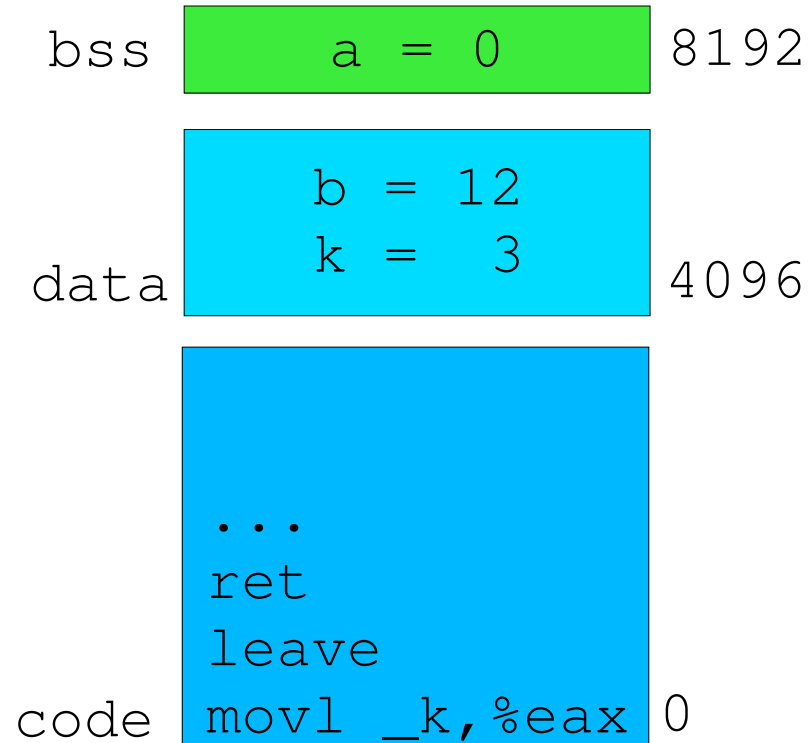 bss a = 0 8192
b = 12
k = 3
data 4096
...
ret
leave
code movl _k,%eax 0